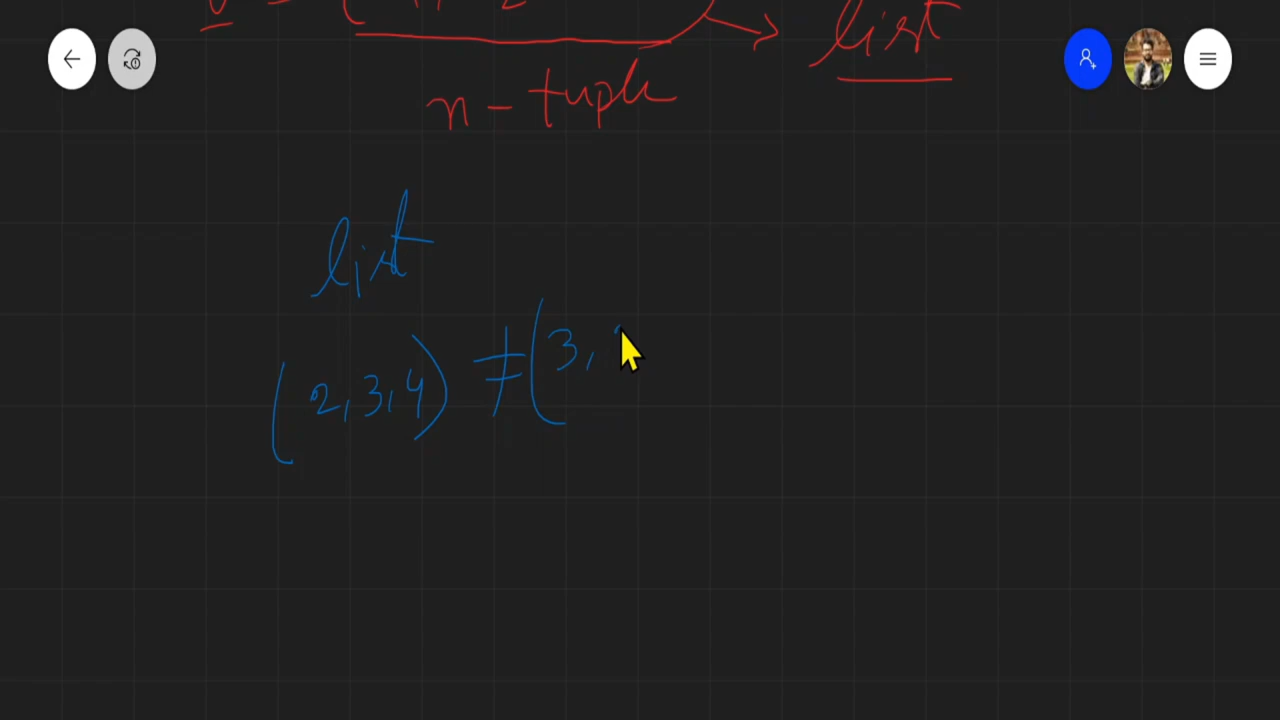 list
n - tuple
list
(2,3,4) ≠ (3,